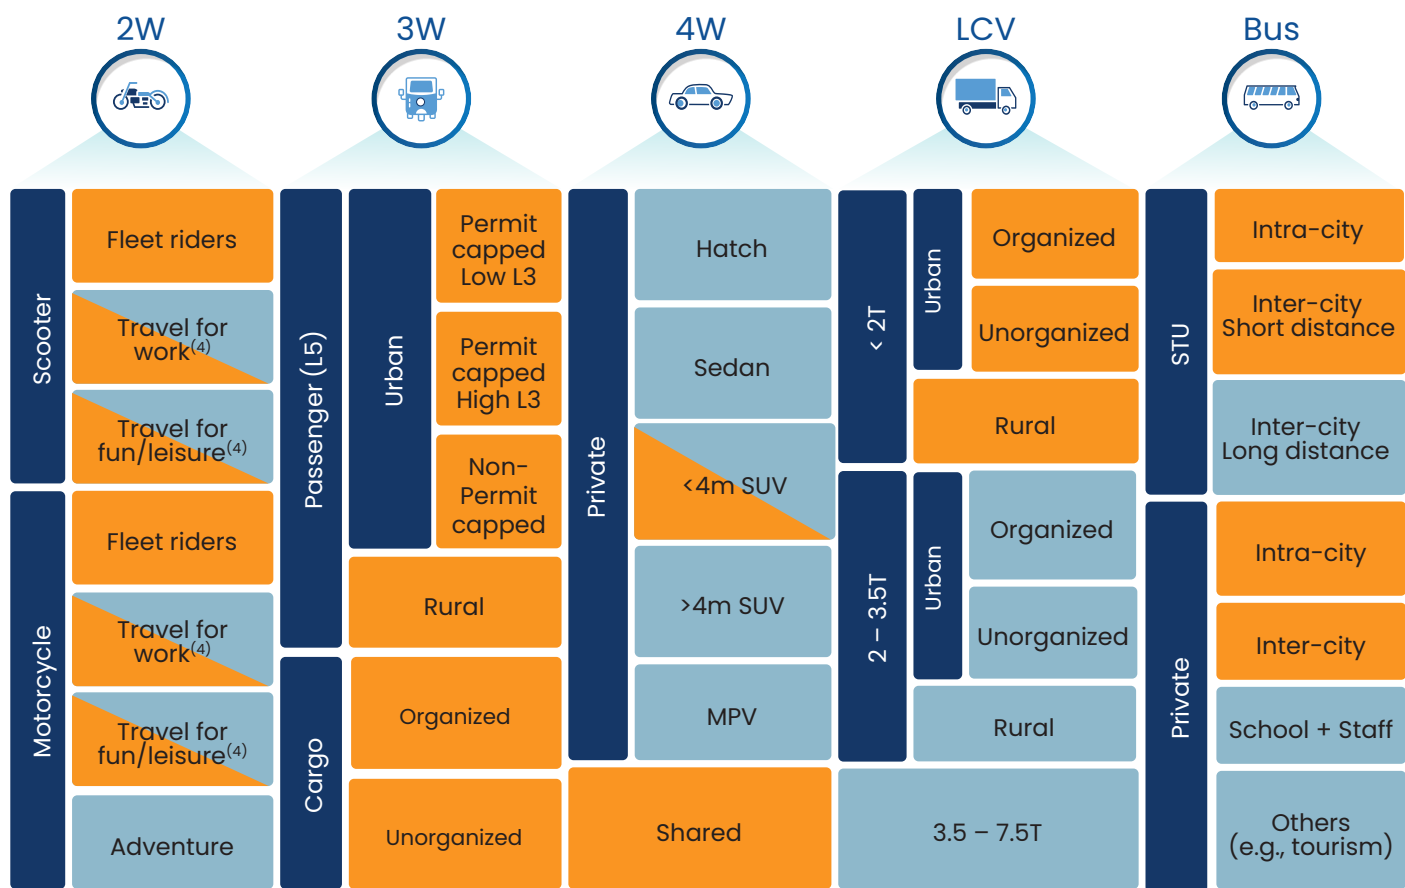 2W
3W
4W
LCV
Bus
Scooter
Fleet riders
Travel for
work(4)
Travel for
fun/leisure(4)
Motorcycle
Fleet riders
Travel for
work(4)
Travel for
fun/leisure(4)
Adventure
Passenger (L5)
Urban
Permit
capped
Low L3
Permit
capped
High L3
Non-
Permit
capped
Rural
Cargo
Organized
Unorganized
Private
Hatch
Sedan
<4m SUV
>4m SUV
MPV
Shared
< 2T
Urban
Organized
Unorganized
Rural
2 – 3.5T
Urban
Organized
Unorganized
Rural
3.5 – 7.5T
STU
Intra-city
Inter-city
Short distance
Inter-city
Long distance
Private
Intra-city
Inter-city
School + Staff
Others
(e.g., tourism)